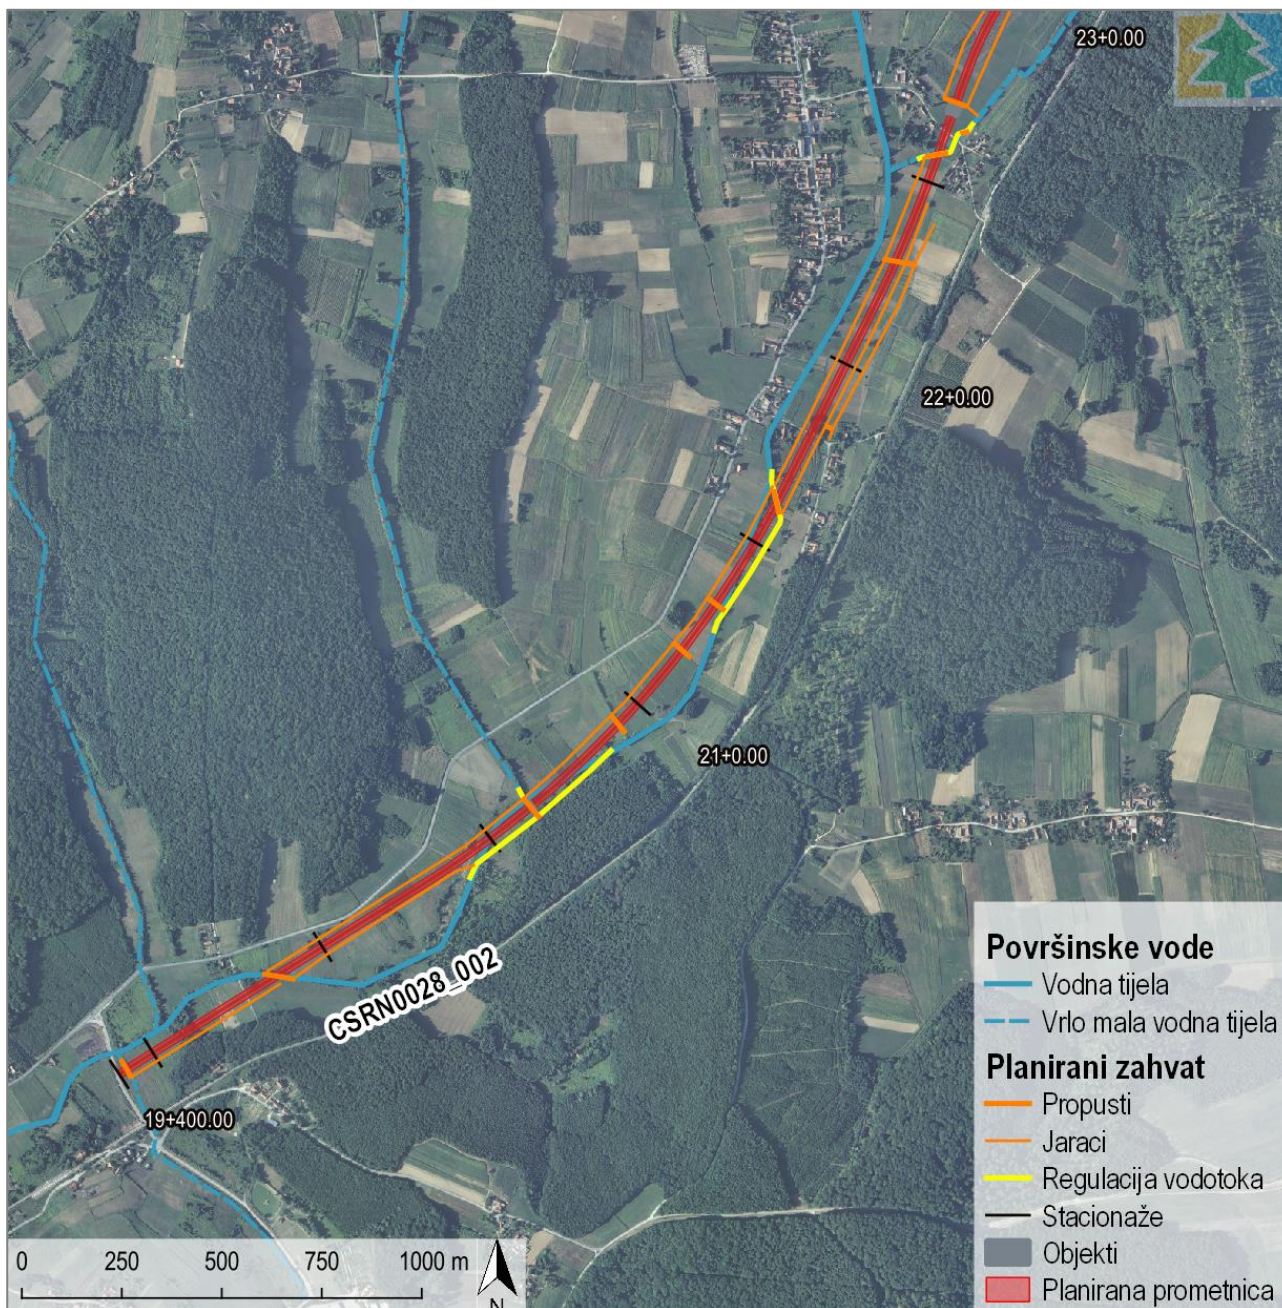 23+0.00
22+0.00
21+0.00
CSRN0028_002
19+400.00
Površinske vode
Vodna tijela
Vrlo mala vodna tijela
Planirani zahvat
Propusti
Jaraci
Regulacija vodotoka
Stacionaže
Objekti
Planirana prometnica
0 250 500 750 1000 m
N